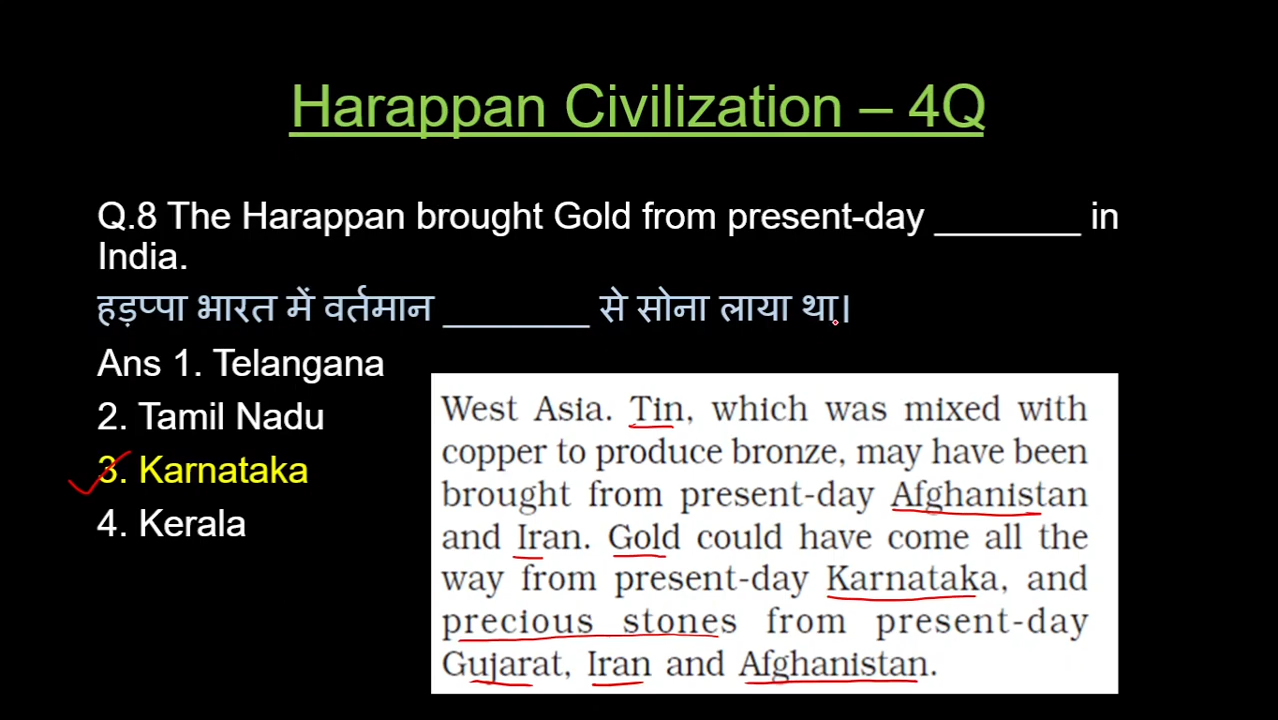 Harappan Civilization – 4Q
Q.8 The Harappan brought Gold from present-day _______ in
India.
हड़प्पा भारत में वर्तमान _______ से सोना लाया था।
Ans 1. Telangana
2. Tamil Nadu
3. Karnataka
4. Kerala
West Asia. Tin, which was mixed with
copper to produce bronze, may have been
brought from present-day Afghanistan
and Iran. Gold could have come all the
way from present-day Karnataka, and
precious stones from present-day
Gujarat, Iran and Afghanistan.